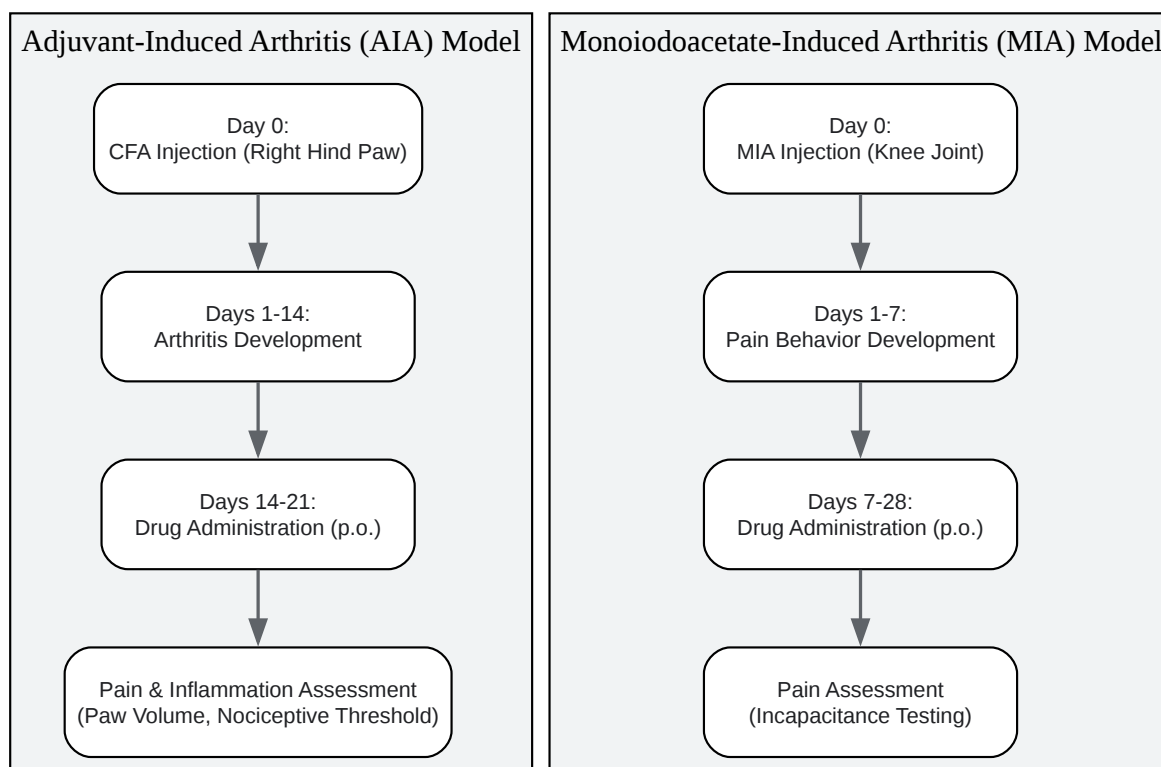 Adjuvant-Induced Arthritis (AIA) Model
Day 0:
CFA Injection (Right Hind Paw)
Days 1-14:
Arthritis Development
Days 14-21:
Drug Administration (p.o.)
Pain & Inflammation Assessment
(Paw Volume, Nociceptive Threshold)
Monoiodoacetate-Induced Arthritis (MIA) Model
Day 0:
MIA Injection (Knee Joint)
Days 1-7:
Pain Behavior Development
Days 7-28:
Drug Administration (p.o.)
Pain Assessment
(Incapacitance Testing)